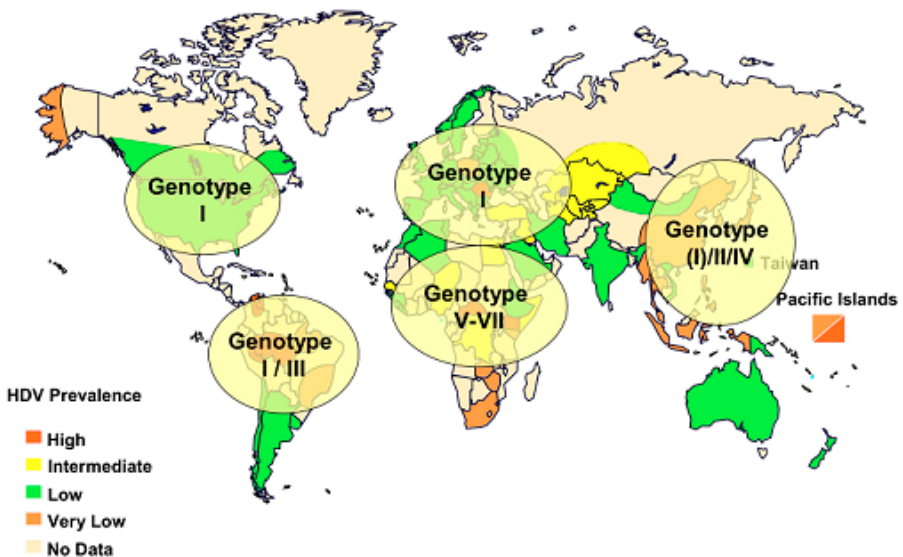 Genotype
I
Genotype
I
Genotype
(I)/II/IV
Taiwan
Genotype
V-VII
Pacific Islands
Genotype
I / III
HDV Prevalence
High
Intermediate
Low
Very Low
No Data